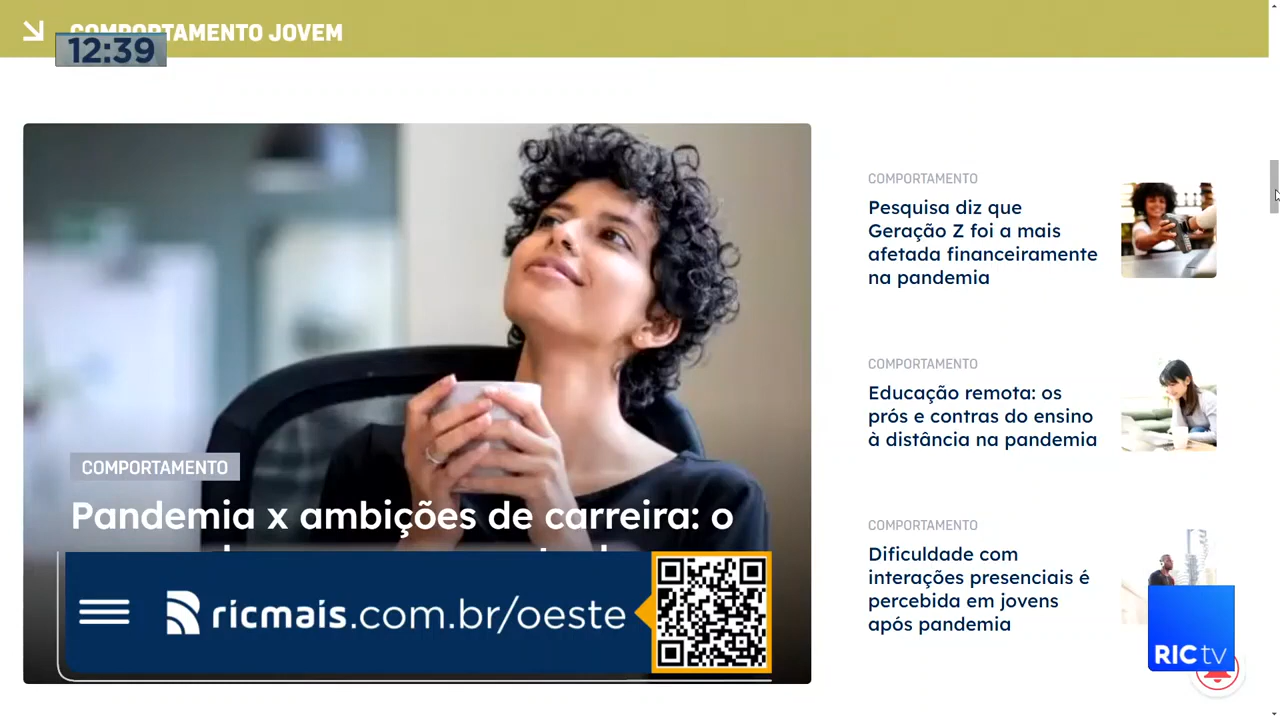 COMPORTAMENTO JOVEM
12:39
COMPORTAMENTO
Pandemia x ambições de carreira: o
ricmais.com.br/oeste
COMPORTAMENTO
Pesquisa diz que
Geração Z foi a mais
afetada financeiramente
na pandemia
COMPORTAMENTO
Educação remota: os
prós e contras do ensino
à distância na pandemia
COMPORTAMENTO
Dificuldade com
interações presenciais é
percebida em jovens
após pandemia
RIC tv